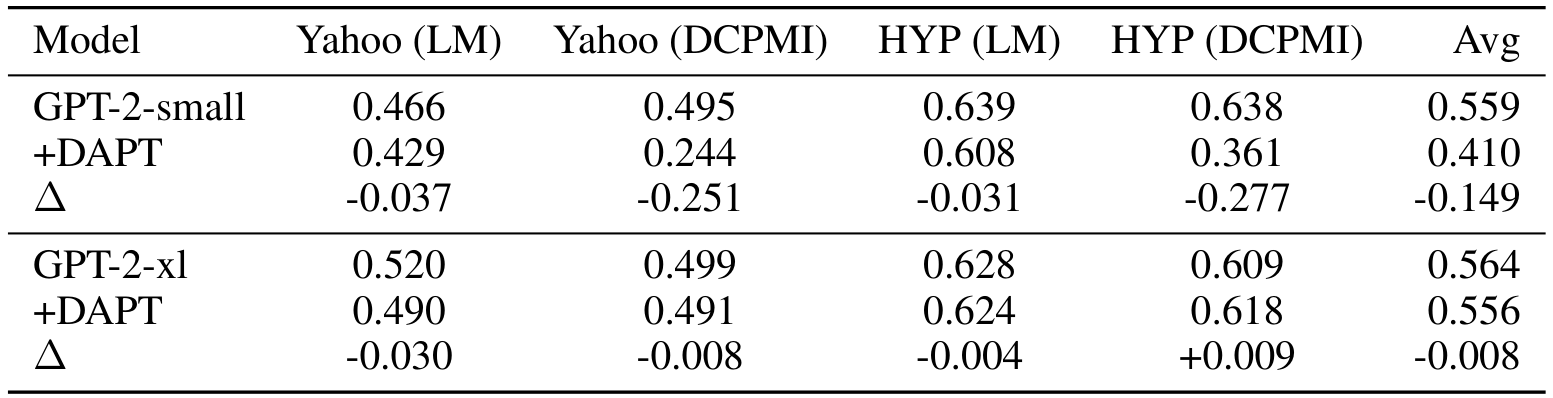 Model Yahoo (LM) Yahoo (DCPMI) HYP (LM) HYP (DCPMI) Avg
GPT-2-small 0.466 0.495 0.639 0.638 0.559
+DAPT 0.429 0.244 0.608 0.361 0.410
Δ -0.037 -0.251 -0.031 -0.277 -0.149
GPT-2-xl 0.520 0.499 0.628 0.609 0.564
+DAPT 0.490 0.491 0.624 0.618 0.556
Δ -0.030 -0.008 -0.004 +0.009 -0.008